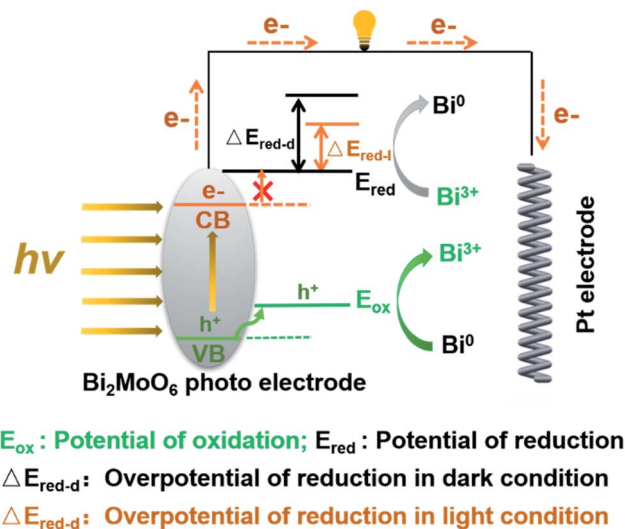 e-
e-
e-
e-
Bi⁰
△E_red-d
△E_red-l
E_red
Bi³⁺
e-
CB
hv
h⁺
VB
h⁺
E_ox
Bi³⁺
Bi⁰
Pt electrode
Bi₂MoO₆ photo electrode
E_ox : Potential of oxidation; E_red : Potential of reduction
△E_red-d: Overpotential of reduction in dark condition
△E_red-d: Overpotential of reduction in light condition